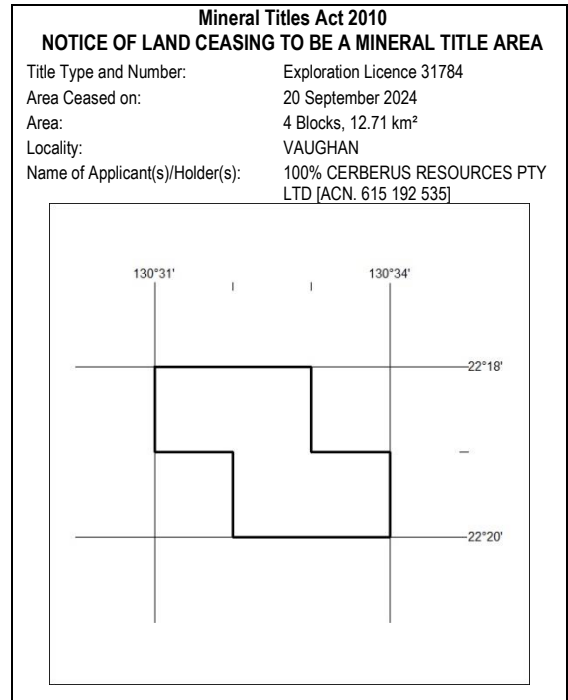 Mineral Titles Act 2010
NOTICE OF LAND CEASING TO BE A MINERAL TITLE AREA
Title Type and Number: Exploration Licence 31784
Area Ceased on: 20 September 2024
Area: 4 Blocks, 12.71 km²
Locality: VAUGHAN
Name of Applicant(s)/Holder(s): 100% CERBERUS RESOURCES PTY
LTD [ACN. 615 192 535]
130°31' 130°34'
22°18'
22°20'